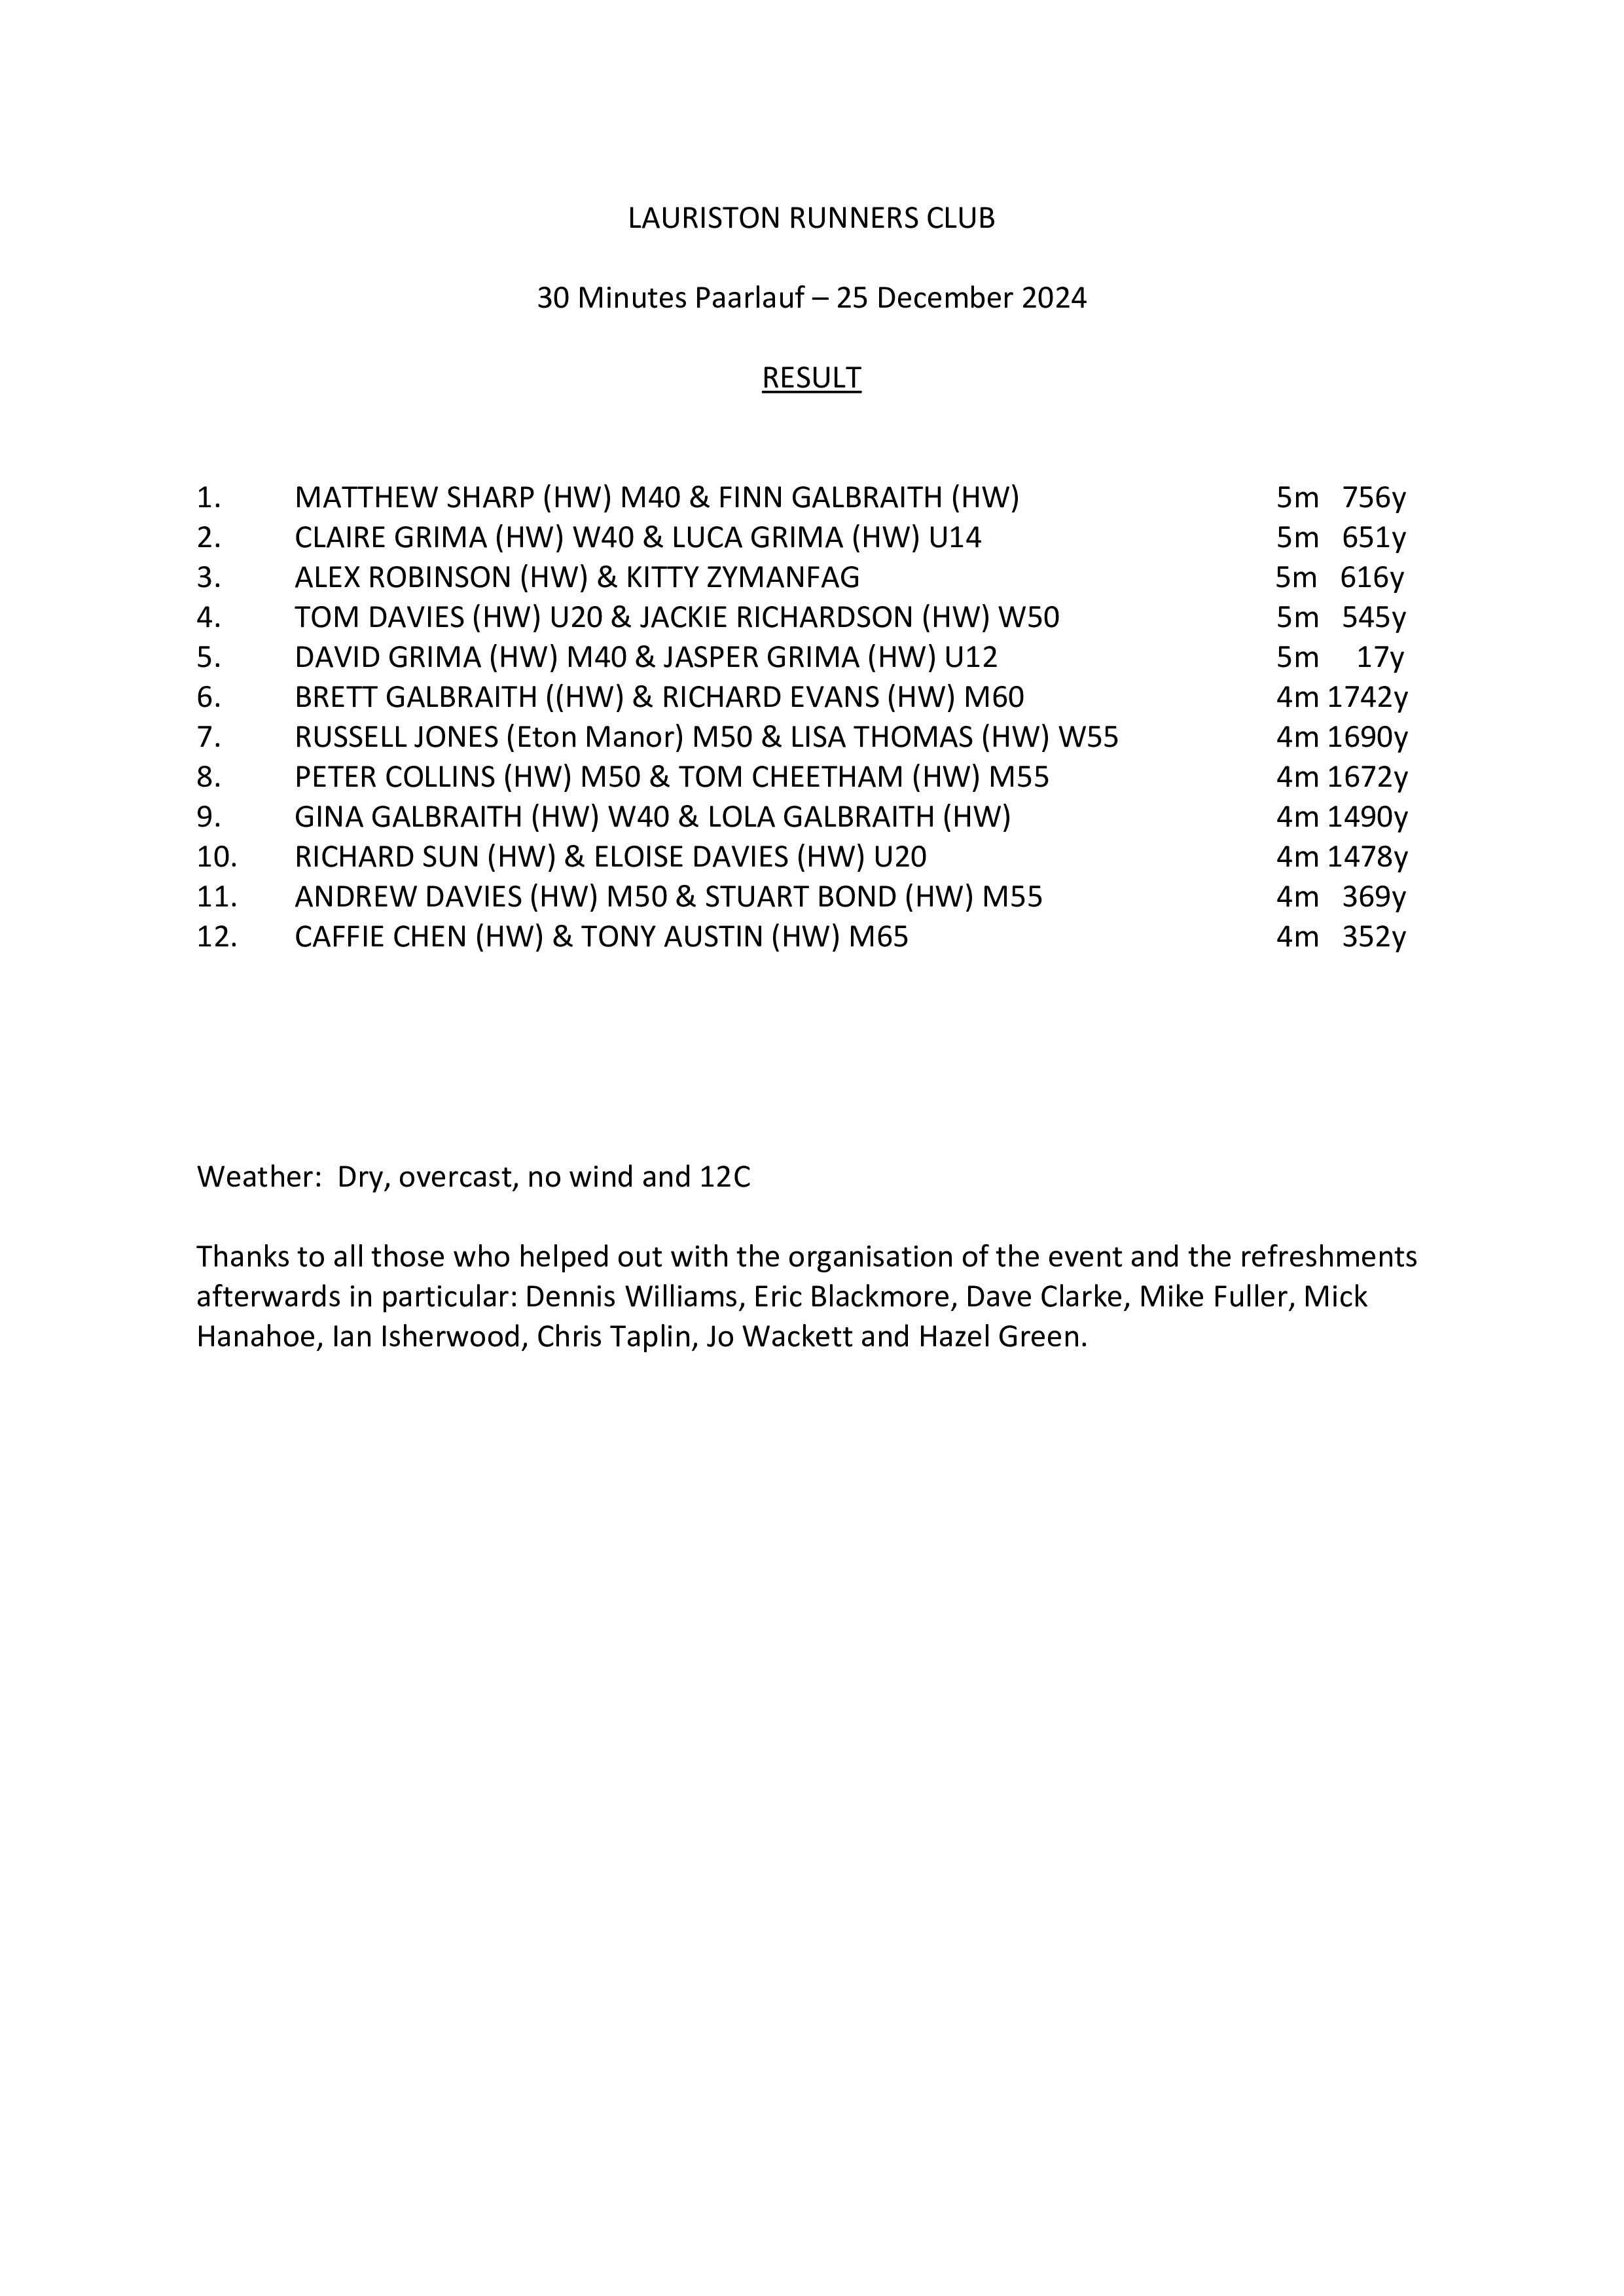 LAURISTON RUNNERS CLUB
30 Minutes Paarlauf – 25 December 2024
RESULT
1. MATTHEW SHARP (HW) M40 & FINN GALBRAITH (HW) 5m 756y
2. CLAIRE GRIMA (HW) W40 & LUCA GRIMA (HW) U14 5m 651y
3. ALEX ROBINSON (HW) & KITTY ZYMANFAG 5m 616y
4. TOM DAVIES (HW) U20 & JACKIE RICHARDSON (HW) W50 5m 545y
5. DAVID GRIMA (HW) M40 & JASPER GRIMA (HW) U12 5m 17y
6. BRETT GALBRAITH ((HW) & RICHARD EVANS (HW) M60 4m 1742y
7. RUSSELL JONES (Eton Manor) M50 & LISA THOMAS (HW) W55 4m 1690y
8. PETER COLLINS (HW) M50 & TOM CHEETHAM (HW) M55 4m 1672y
9. GINA GALBRAITH (HW) W40 & LOLA GALBRAITH (HW) 4m 1490y
10. RICHARD SUN (HW) & ELOISE DAVIES (HW) U20 4m 1478y
11. ANDREW DAVIES (HW) M50 & STUART BOND (HW) M55 4m 369y
12. CAFFIE CHEN (HW) & TONY AUSTIN (HW) M65 4m 352y
Weather: Dry, overcast, no wind and 12C
Thanks to all those who helped out with the organisation of the event and the refreshments
afterwards in particular: Dennis Williams, Eric Blackmore, Dave Clarke, Mike Fuller, Mick
Hanahoe, Ian Isherwood, Chris Taplin, Jo Wackett and Hazel Green.